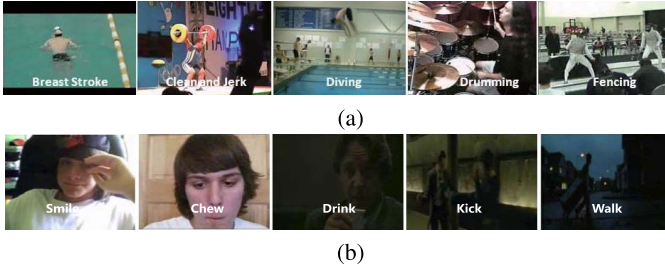 Breast Stroke
Clean and Jerk
Diving
Drumming
Fencing
(a)
Smile
Chew
Drink
Kick
Walk
(b)